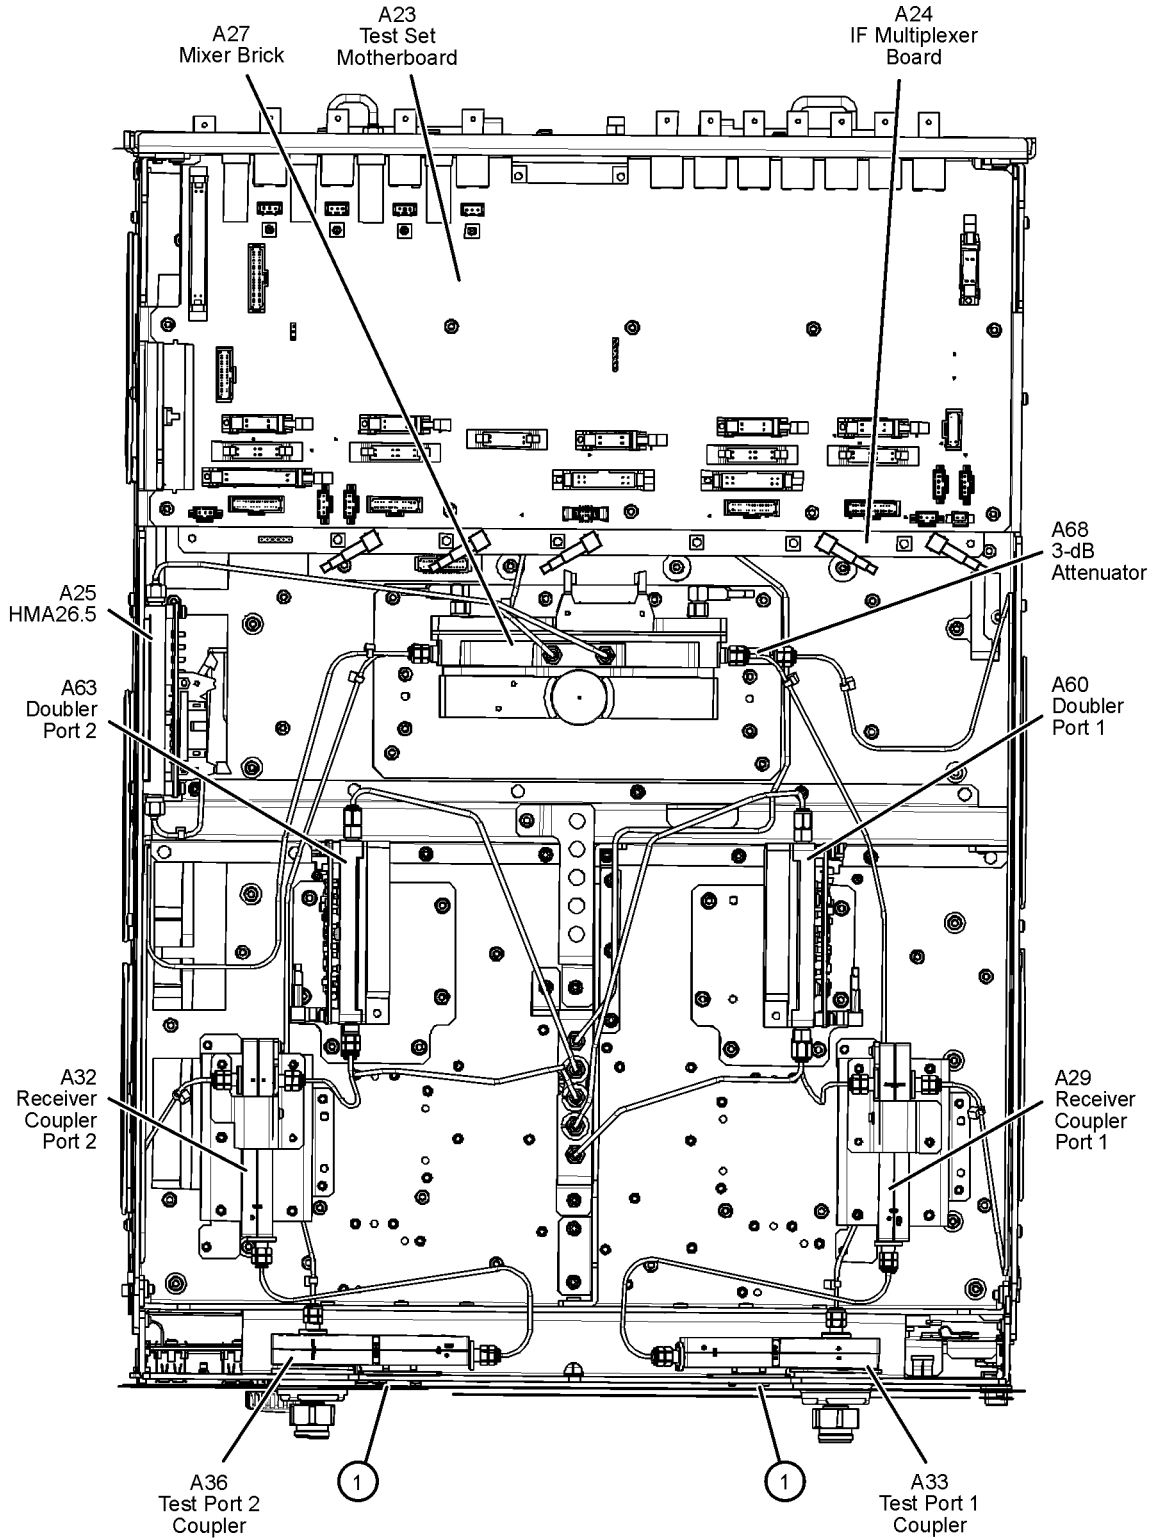 A27
Mixer Brick
A23
Test Set
Motherboard
A24
IF Multiplexer
Board
A68
3-dB
Attenuator
A25
HMA26.5
A63
Doubler
Port 2
A60
Doubler
Port 1
A32
Receiver
Coupler
Port 2
A29
Receiver
Coupler
Port 1
A36
Test Port 2
Coupler
1
1
A33
Test Port 1
Coupler